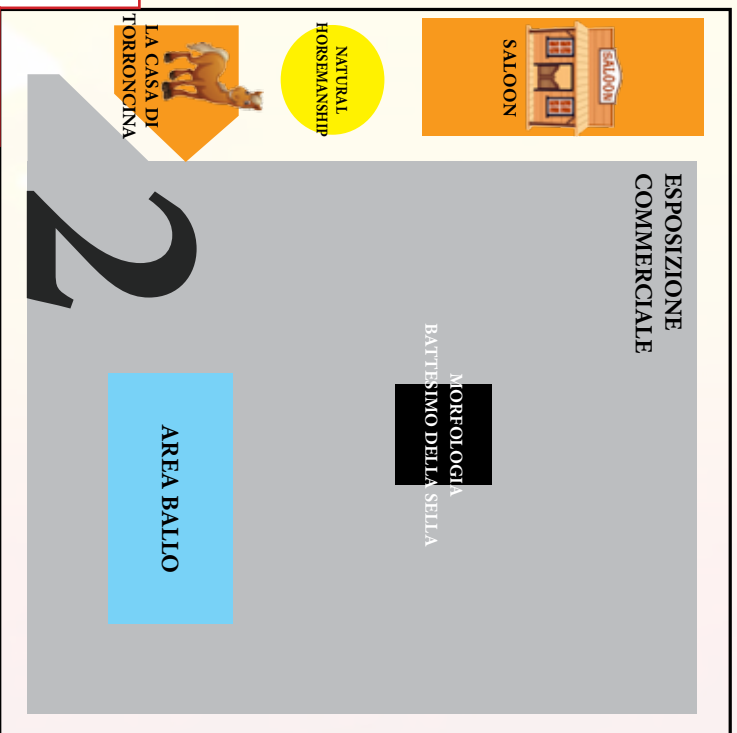 SALOON
SALOON
NATURAL
HORSEMANSHIP
LA CASA DI
TORRONCINA
ESPOSIZIONE
COMMERCIALE
MORFOLOGIA
BATTESIMO DELLA SELLA
AREA BALLO
2